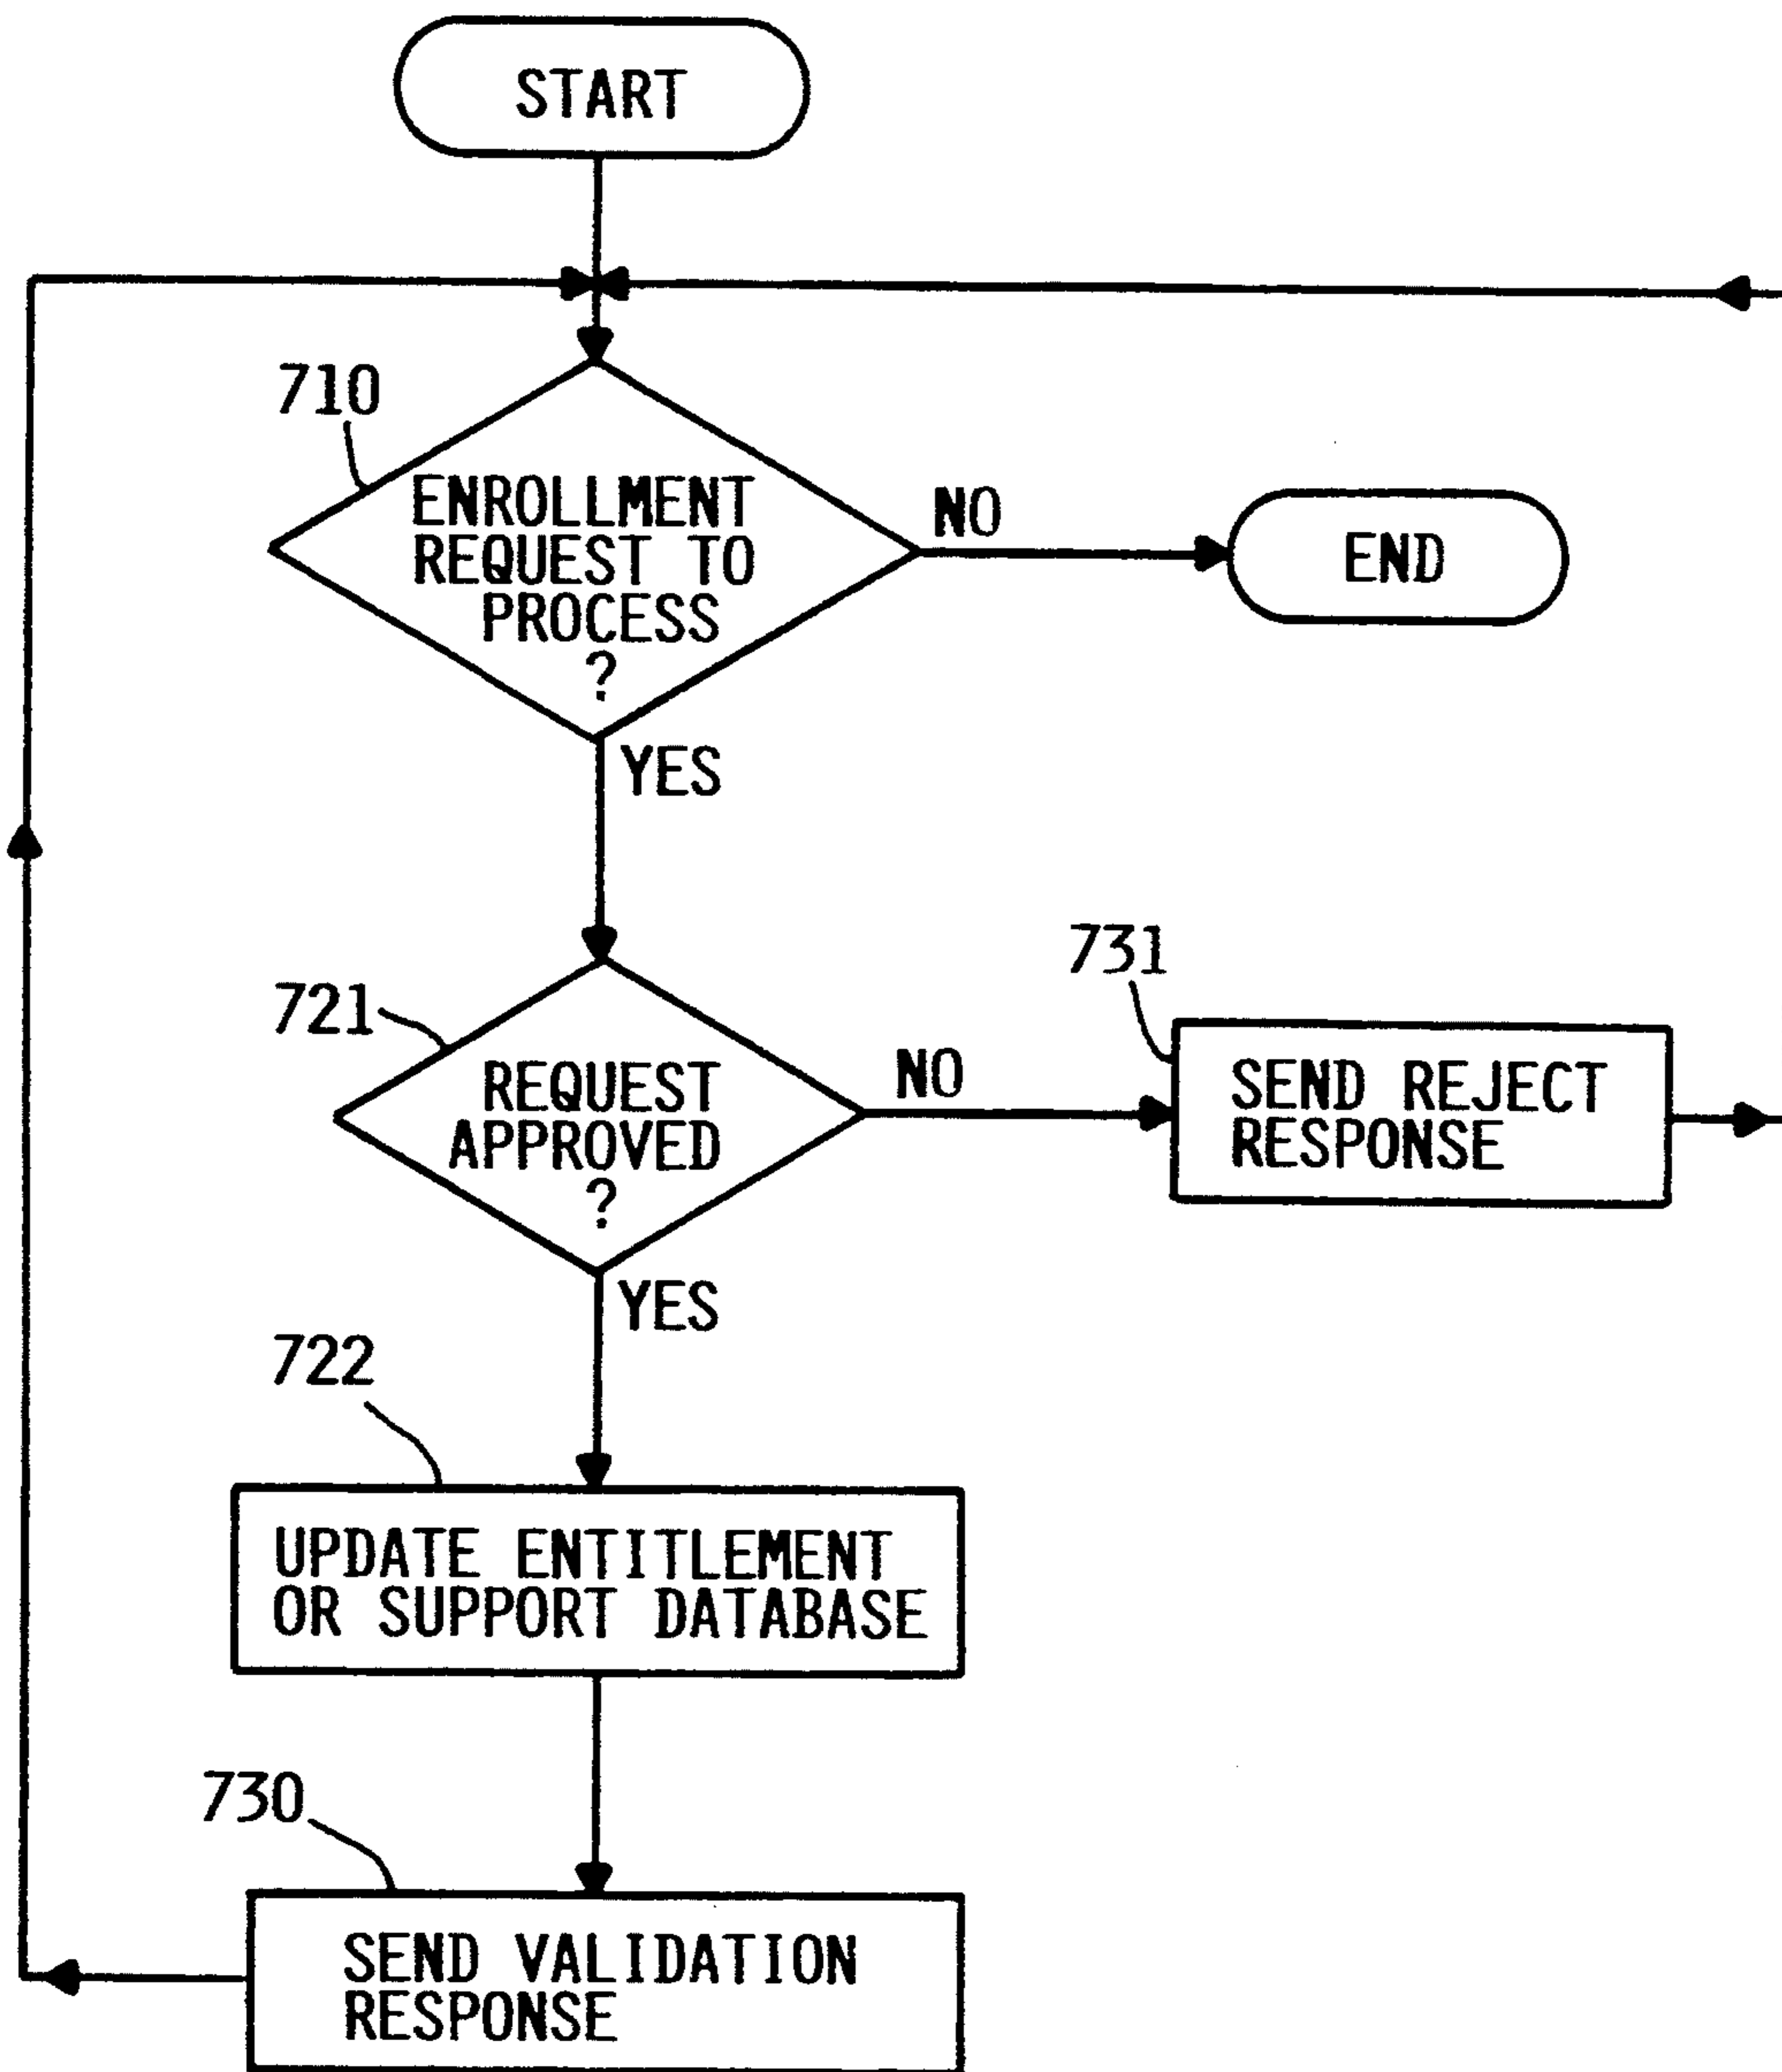 START
710
ENROLLMENT
REQUEST TO
PROCESS
?
NO
END
YES
721
REQUEST
APPROVED
?
NO
731
SEND REJECT
RESPONSE
YES
722
UPDATE ENTITLEMENT
OR SUPPORT DATABASE
730
SEND VALIDATION
RESPONSE